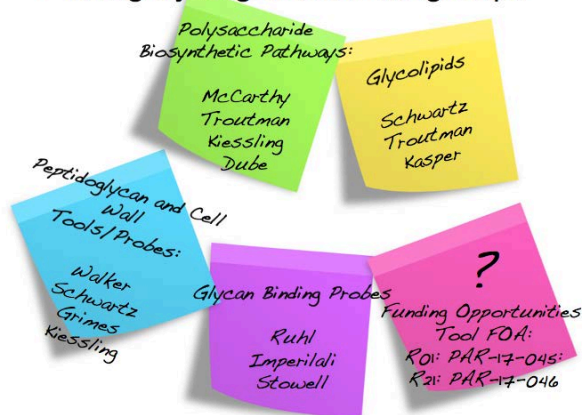 Polysaccharide
Biosynthetic Pathways:
McCarthy
Troutman
Kiessling
Dube
Glycolipids
Schwartz
Troutman
Kasper
Peptidoglycan and Cell
Wall
Tools/Probes:
Walker
Schwartz
Grimes
Kiessling
Glycan Binding Probes
Ruhl
Imperilali
Stowell
?
Funding Opportunities
Tool FOA:
R01: PAR-17-045:
R21: PAR-17-046